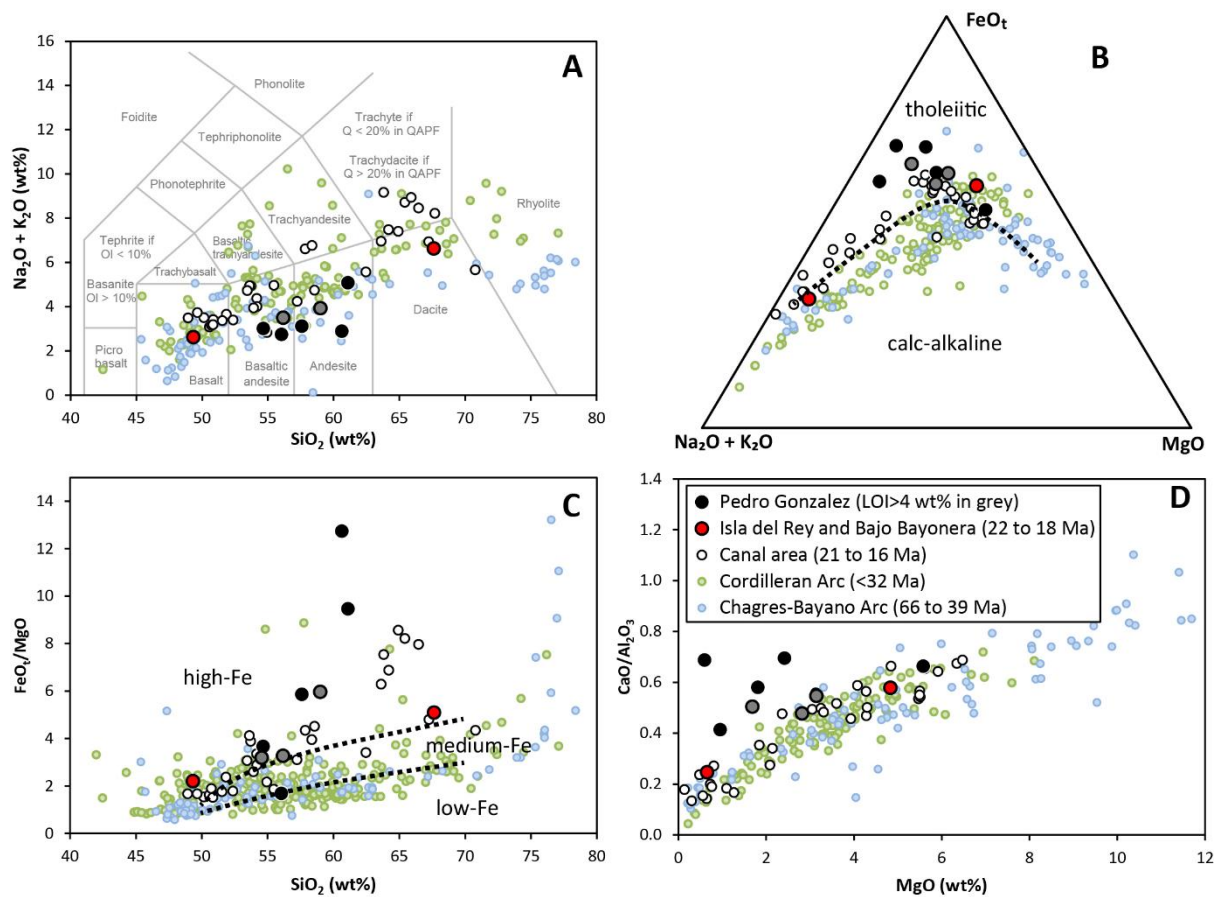 A
16
14
12
10
8
6
4
2
0
Na₂O + K₂O (wt%)
40
45
50
55
60
65
70
75
80
SiO₂ (wt%)
Foidite
Phonolite
Tephriphonolite
Phonotephrite
Trachyte if
Q < 20% in QAPF
Trachydacite if
Q > 20% in QAPF
Trachyandesite
Rhyolite
Tephrite if
Ol < 10%
Basanite if
Ol > 10%
Basaltic
trachyandesite
Trachybasalt
Picro
basalt
Basalt
Basaltic
andesite
Andesite
Dacite
B
FeOₜ
tholeiitic
calc-alkaline
Na₂O + K₂O
MgO
C
14
12
10
8
6
4
2
0
FeOₜ/MgO
high-Fe
medium-Fe
low-Fe
40
45
50
55
60
65
70
75
80
SiO₂ (wt%)
D
1.4
1.2
1.0
0.8
0.6
0.4
0.2
0.0
CaO/Al₂O₃
Pedro Gonzalez (LOI>4 wt% in grey)
Isla del Rey and Bajo Bayonera (22 to 18 Ma)
Canal area (21 to 16 Ma)
Cordilleran Arc (<32 Ma)
Chagres-Bayano Arc (66 to 39 Ma)
0
2
4
6
8
10
12
MgO (wt%)